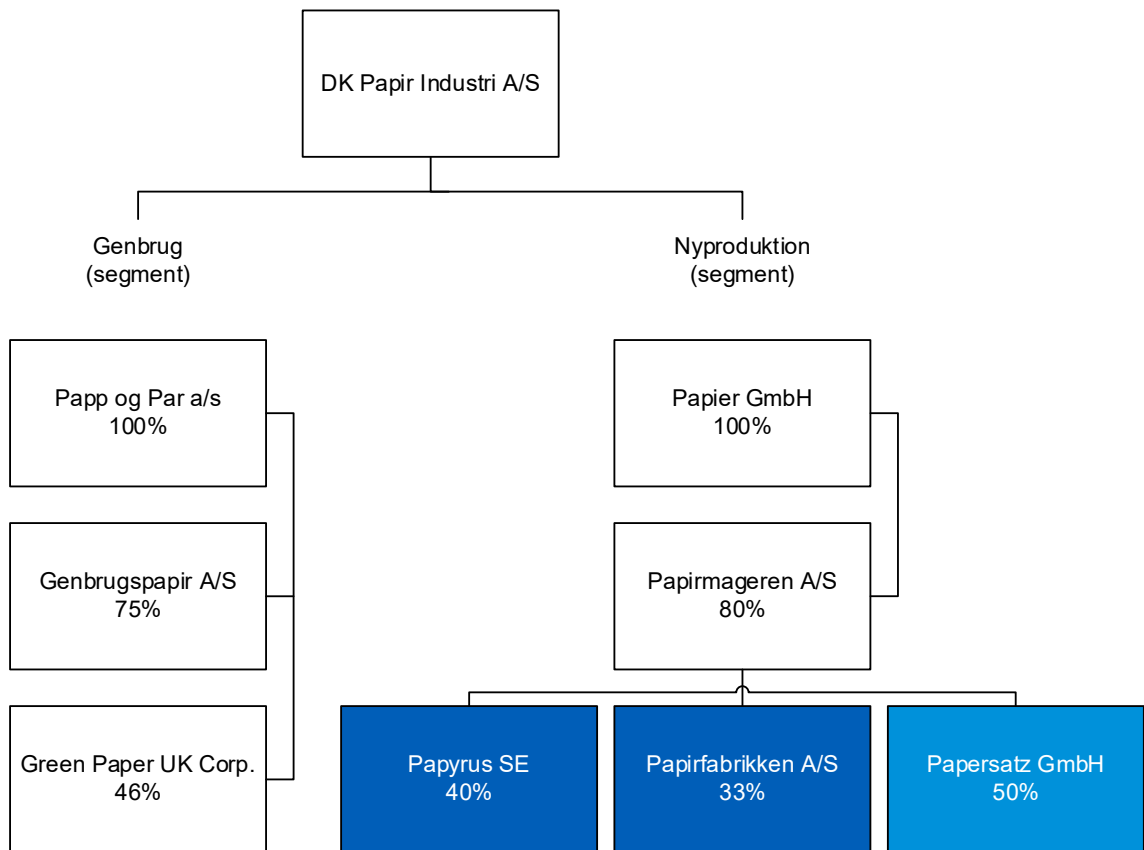 DK Papir Industri A/S
Genbrug
(segment)
Nyproduktion
(segment)
Papp og Par a/s
100%
Papier GmbH
100%
Genbrugspapir A/S
75%
Papirmageren A/S
80%
Green Paper UK Corp.
46%
Papyrus SE
40%
Papirfabrikken A/S
33%
Papersatz GmbH
50%